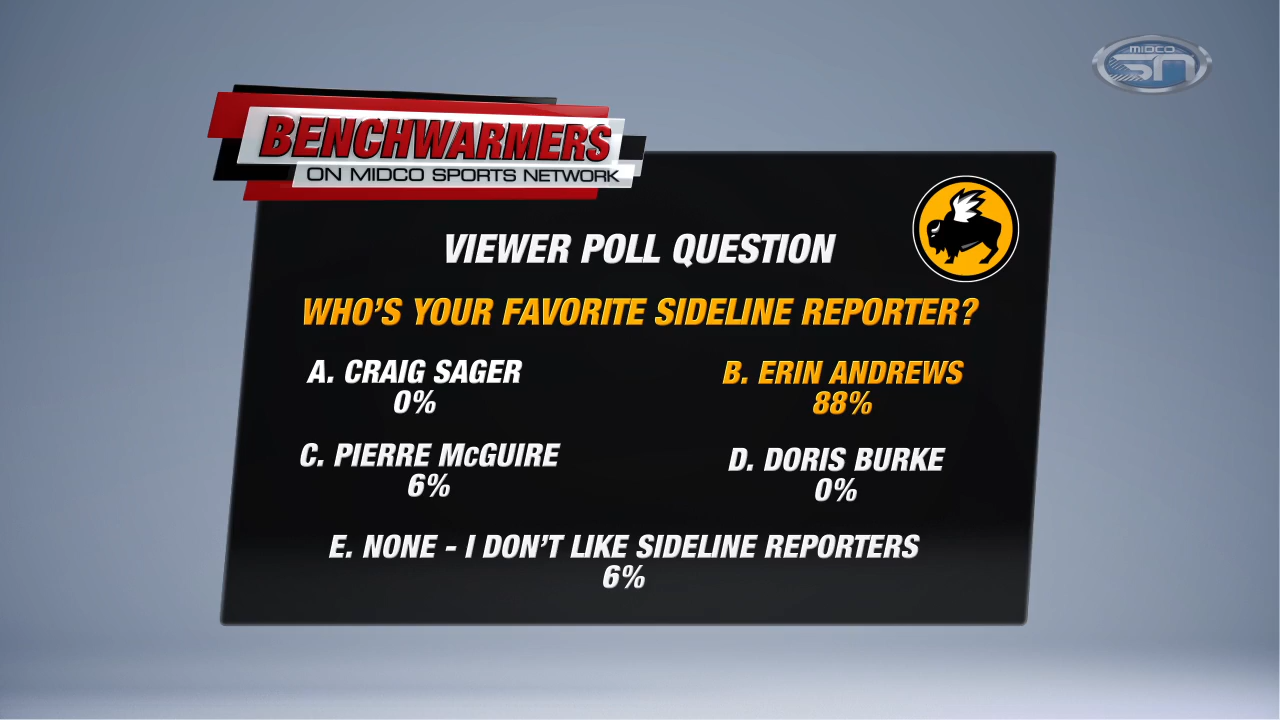 MIDCO
SN
BENCHWARMERS
ON MIDCO SPORTS NETWORK
VIEWER POLL QUESTION
WHO'S YOUR FAVORITE SIDELINE REPORTER?
A. CRAIG SAGER
0%
B. ERIN ANDREWS
88%
C. PIERRE McGUIRE
6%
D. DORIS BURKE
0%
E. NONE - I DON'T LIKE SIDELINE REPORTERS
6%